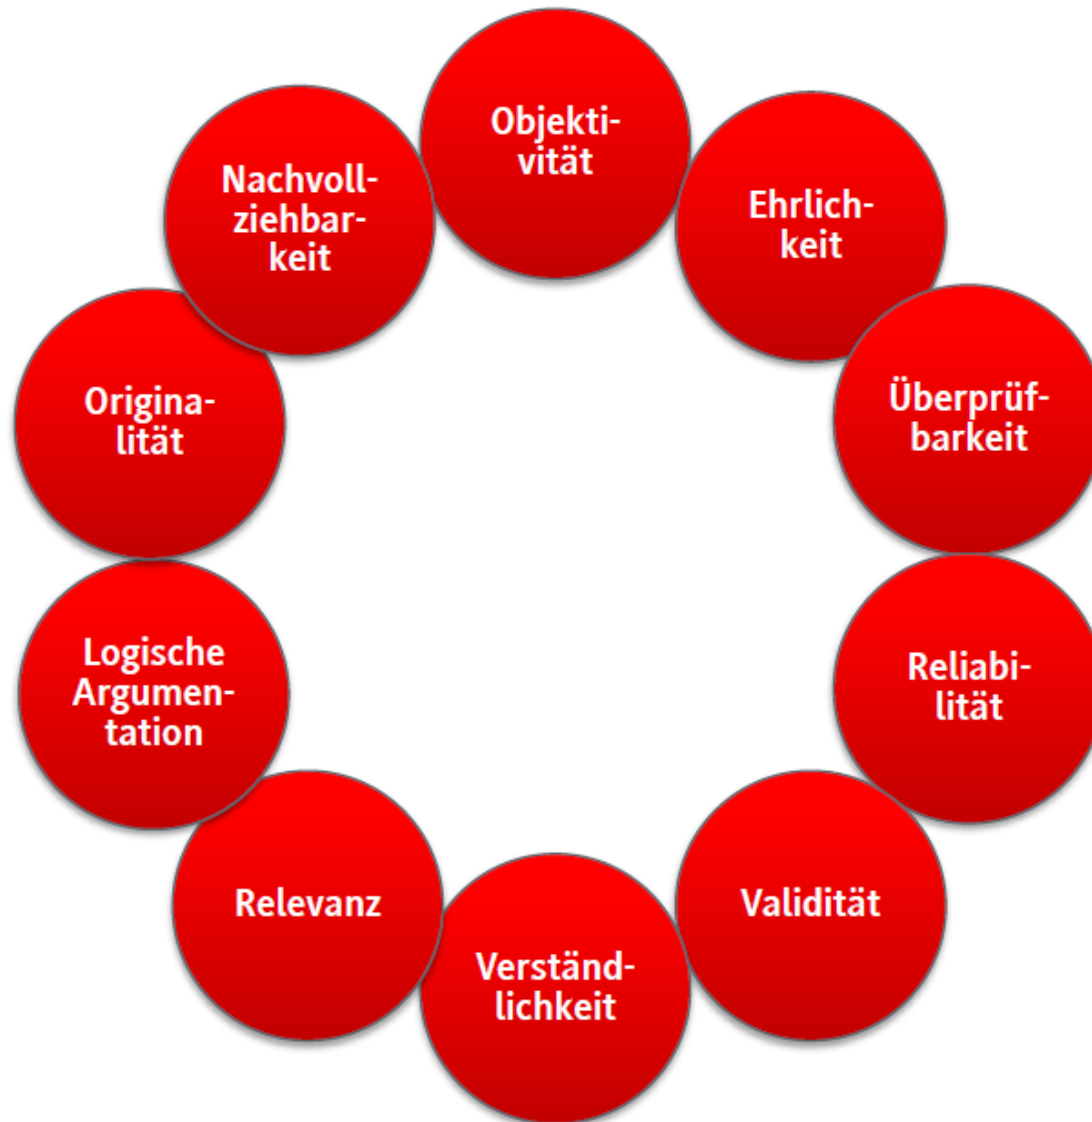 Objekti-
vität
Ehrlich-
keit
Überprüf-
barkeit
Reliabi-
lität
Validität
Verständ-
lichkeit
Relevanz
Logische
Argumen-
tation
Origina-
lität
Nachvoll-
ziehbar-
keit